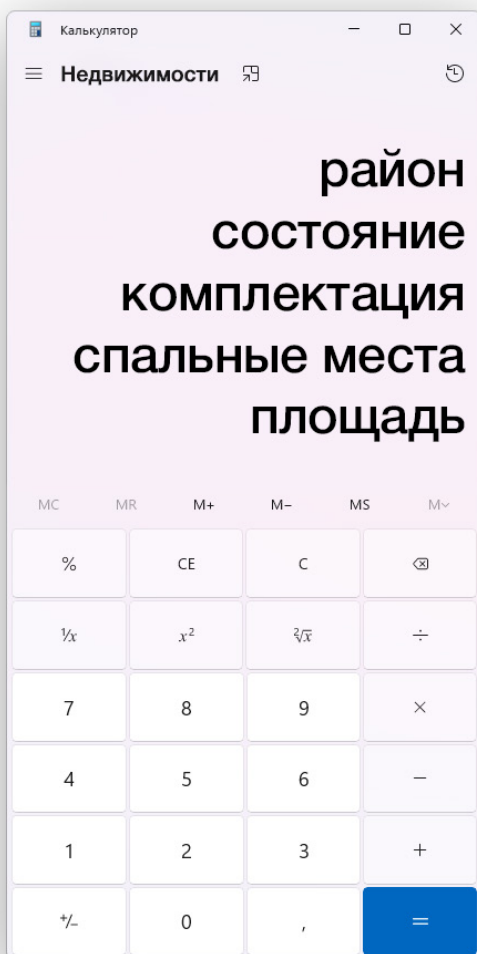 Калькулятор
Недвижимости
район
состояние
комплектация
спальные места
площадь
MC MR M+ M− MS M
% CE C
¹/x x² ²√x ÷
7 8 9 ×
4 5 6 −
1 2 3 +
+/− 0 , =